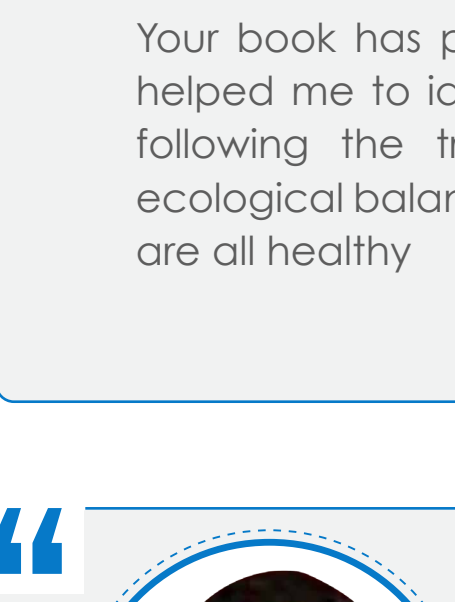 Your book has
helped me to
following the
ecological
are all healthy
“